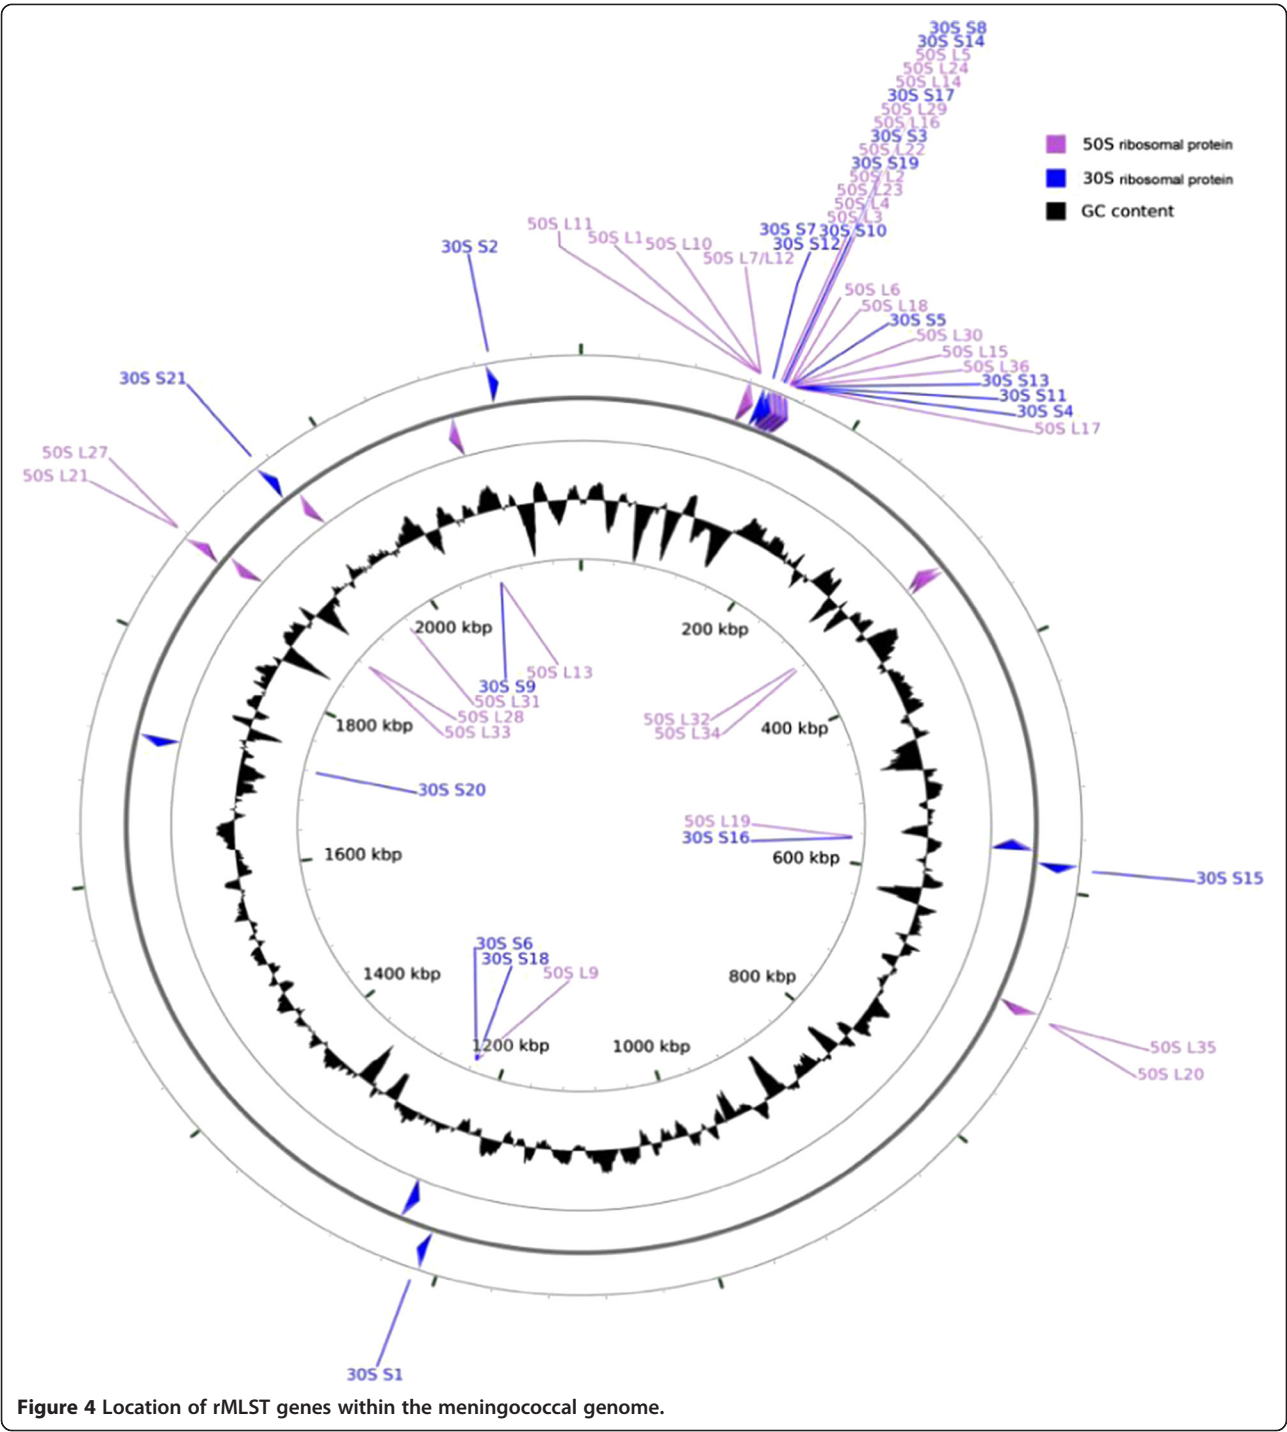 30S S8
30S S14
50S L5
50S L24
50S L14
30S S17
50S L29
50S L16
30S S3
50S L22
30S S19
50S L2
50S L23
50S L4
50S L3
30S S7 30S S10
30S S12
50S ribosomal protein
30S ribosomal protein
GC content
50S L11
50S L1
50S L10
50S L7/L12
30S S2
30S S21
50S L27
50S L21
50S L6
50S L18
30S S5
50S L30
50S L15
50S L36
30S S13
30S S11
30S S4
50S L17
2000 kbp
200 kbp
50S L13
30S S9
50S L31
50S L28
50S L33
1800 kbp
50S L32
50S L34
400 kbp
30S S20
50S L19
30S S16
1600 kbp
600 kbp
30S S15
30S S6
30S S18
50S L9
1400 kbp
800 kbp
1200 kbp
1000 kbp
50S L35
50S L20
30S S1
Figure 4 Location of rMLST genes within the meningococcal genome.